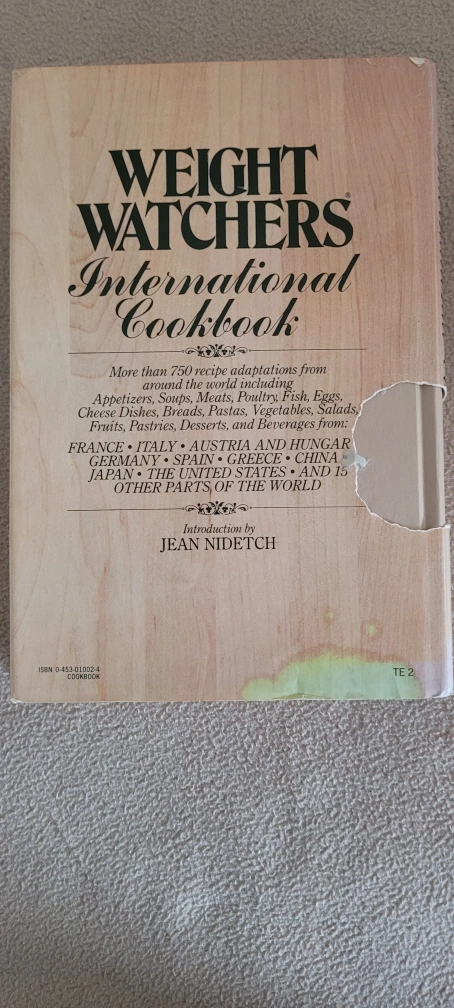 WEIGHT
WATCHERS®
International
Cookbook
More than 750 recipe adaptations from
around the world including
Appetizers, Soups, Meats, Poultry, Fish, Eggs,
Cheese Dishes, Breads, Pastas, Vegetables, Salads,
Fruits, Pastries, Desserts, and Beverages from:
FRANCE • ITALY • AUSTRIA AND HUNGAR
GERMANY • SPAIN • GREECE • CHINA •
JAPAN • THE UNITED STATES • AND 15
OTHER PARTS OF THE WORLD
Introduction by
JEAN NIDETCH
ISBN 0-453-01002-4
COOKBOOK
TE 2